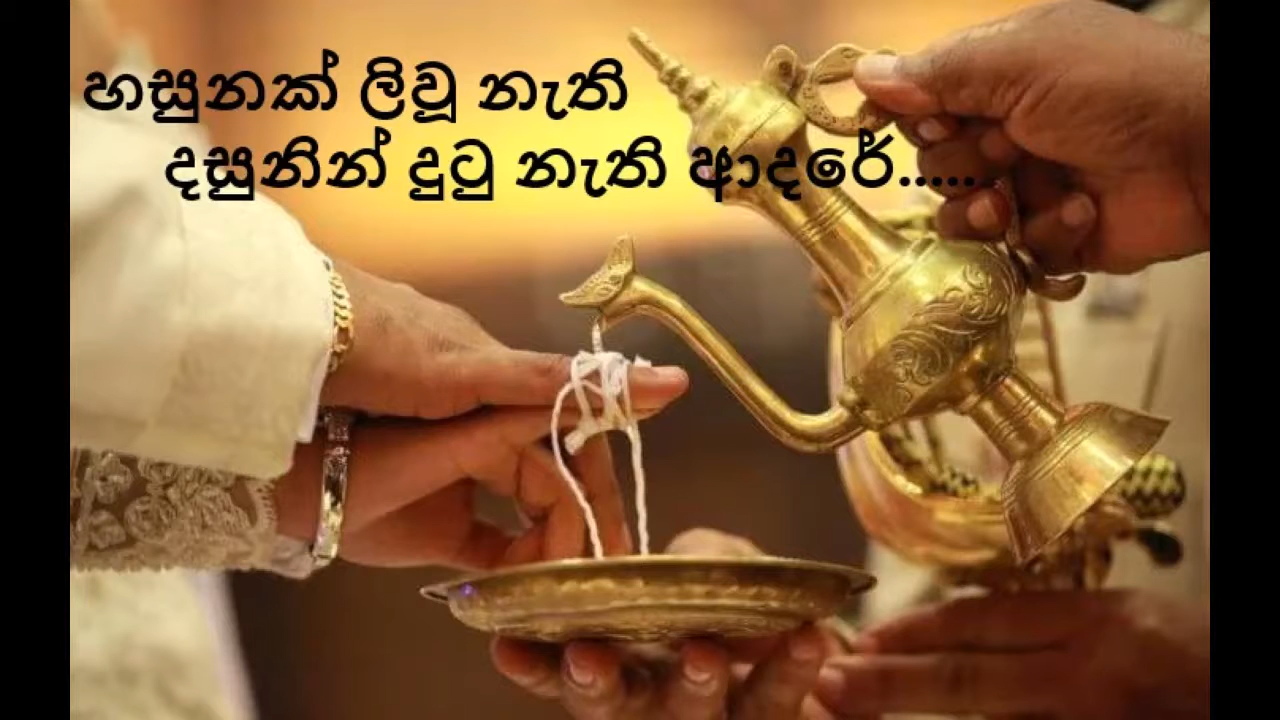 හසුනක් ලිවූ නැති
දසුනින් දුටු නැති ආදරේ......